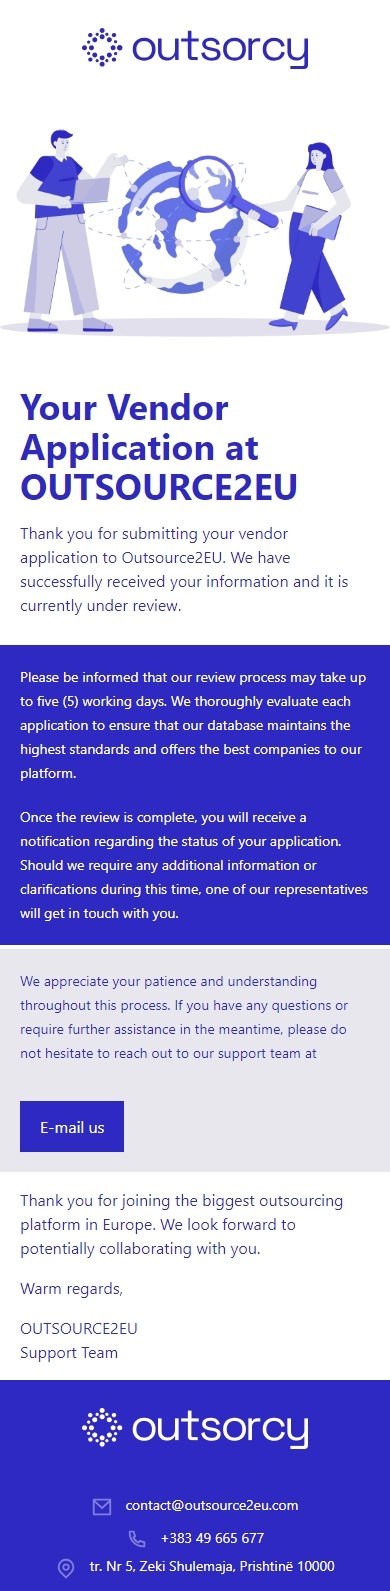 outsorcy
Your Vendor
Application at
OUTSOURCE2EU
Thank you for submitting your vendor
application to Outsource2EU. We have
successfully received your information and it is
currently under review.
Please be informed that our review process may take up
to five (5) working days. We thoroughly evaluate each
application to ensure that our database maintains the
highest standards and offers the best companies to our
platform.
Once the review is complete, you will receive a
notification regarding the status of your application.
Should we require any additional information or
clarifications during this time, one of our representatives
will get in touch with you.
We appreciate your patience and understanding
throughout this process. If you have any questions or
require further assistance in the meantime, please do
not hesitate to reach out to our support team at
E-mail us
Thank you for joining the biggest outsourcing
platform in Europe. We look forward to
potentially collaborating with you.
Warm regards,
OUTSOURCE2EU
Support Team
outsorcy
contact@outsource2eu.com
+383 49 665 677
tr. Nr 5, Zeki Shulemaja, Prishtinë 10000